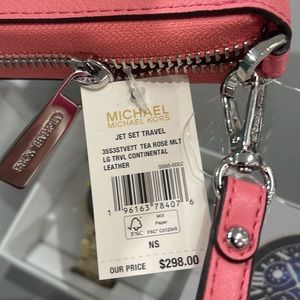 MICHAEL
MICHAEL KORS
JET SET TRAVEL
35S3STVE7T TEA ROSE MLT
LG TRVL CONTINENTAL
LEATHER
S895-0002
1 96163 78407 6
FSC
MIX
Paper
FSC® C012345
NS
OUR PRICE $298.00
MICHAEL KORS